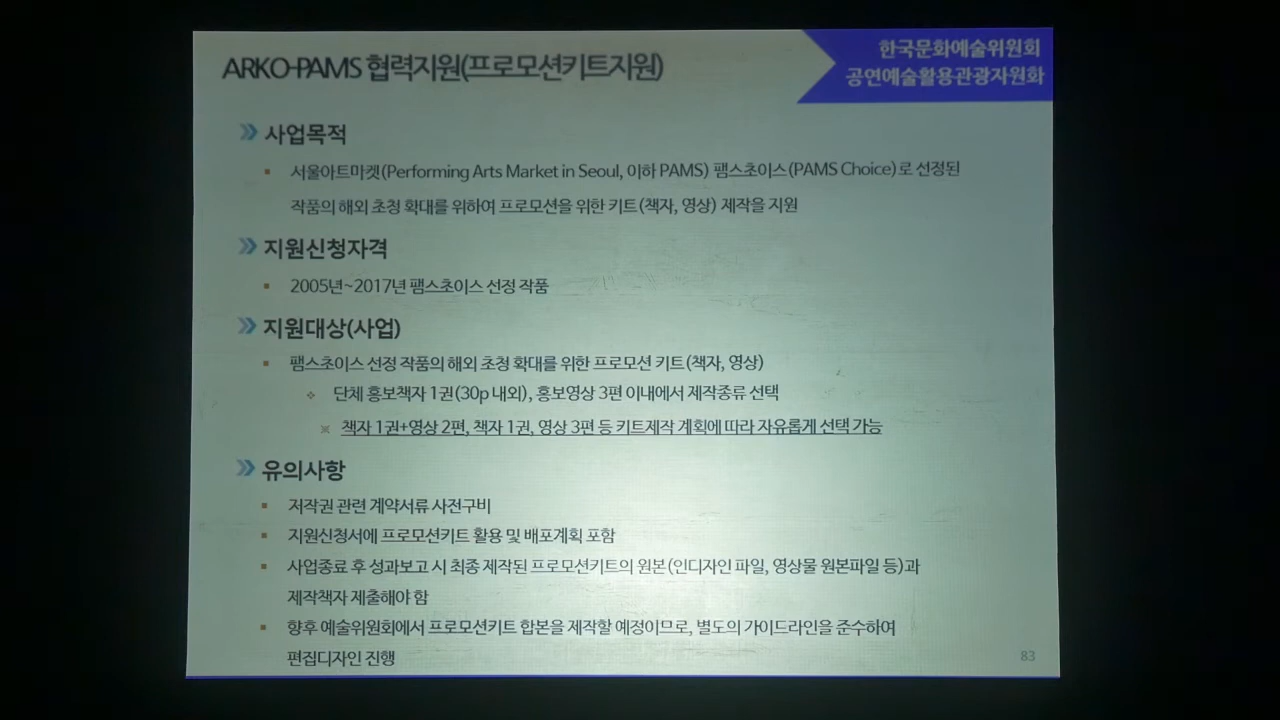 ARKO-PAMS 협력지원(프로모션키트지원)
한국문화예술위원회
공연예술활용관광자원화
사업목적
서울아트마켓(Performing Arts Market in Seoul, 이하 PAMS) 팸스초이스(PAMS Choice)로 선정된
작품의 해외 초청 확대를 위하여 프로모션을 위한 키트(책자, 영상) 제작을 지원
지원신청자격
2005년~2017년 팸스초이스 선정 작품
지원대상(사업)
팸스초이스 선정 작품의 해외 초청 확대를 위한 프로모션 키트(책자, 영상)
단체 홍보책자 1권(30p 내외), 홍보영상 3편 이내에서 제작종류 선택
※ 책자 1권+영상 2편, 책자 1권, 영상 3편 등 키트제작 계획에 따라 자유롭게 선택 가능
유의사항
저작권 관련 계약서류 사전구비
지원신청서에 프로모션키트 활용 및 배포계획 포함
사업종료 후 성과보고 시 최종 제작된 프로모션키트의 원본(인디자인 파일, 영상물 원본파일 등)과
제작책자 제출해야 함
향후 예술위원회에서 프로모션키트 합본을 제작할 예정이므로, 별도의 가이드라인을 준수하여
편집디자인 진행
83